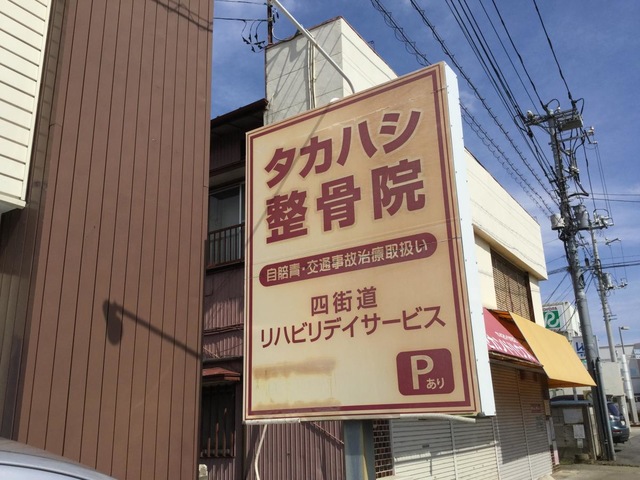 タカハシ
整骨院
自賠責・交通事故治療取扱い
四街道
リハビリデイサービス
P
あり